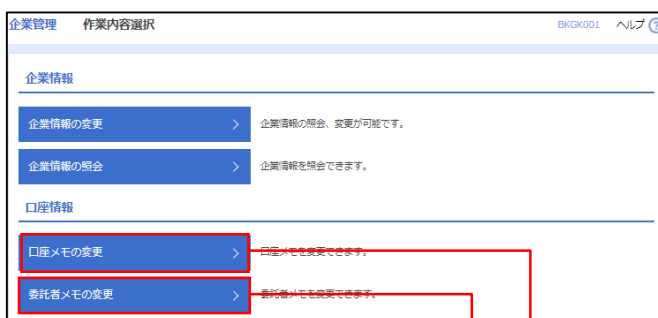 企業管理 作業内容選択 BKGK001 ヘルプ ?
企業情報
企業情報の変更 > 企業情報の照会、変更が可能です。
企業情報の照会 > 企業情報を照会できます。
口座情報
口座メモの変更 > 口座メモを変更できます。
委託者メモの変更 > 委託者メモを変更できます。